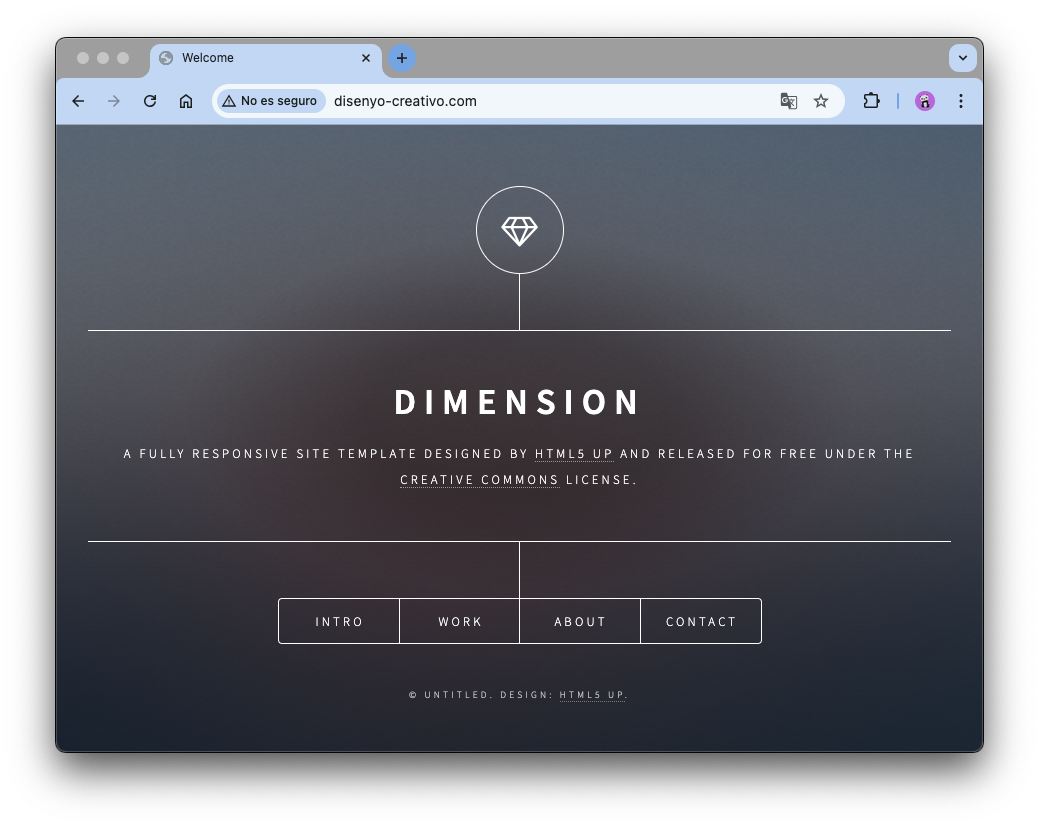 Welcome
No es seguro
disenyo-creativo.com
DIMENSION
A FULLY RESPONSIVE SITE TEMPLATE DESIGNED BY HTML5 UP AND RELEASED FOR FREE UNDER THE
CREATIVE COMMONS LICENSE.
INTRO
WORK
ABOUT
CONTACT
© UNTITLED. DESIGN: HTML5 UP.